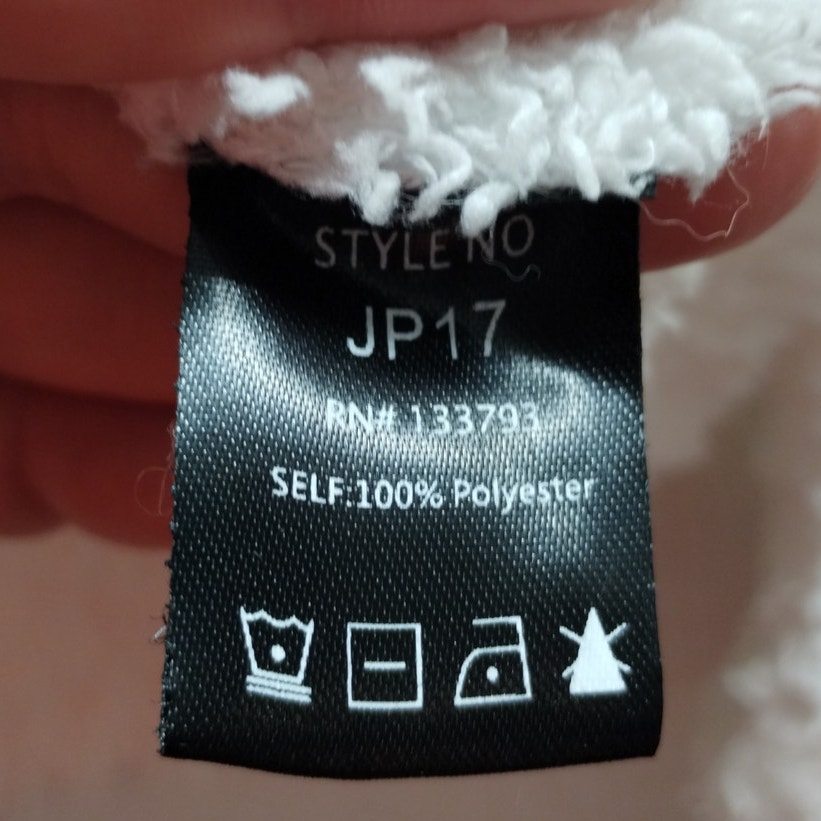 STYLE NO
JP17
RN# 133793
SELF:100% Polyester